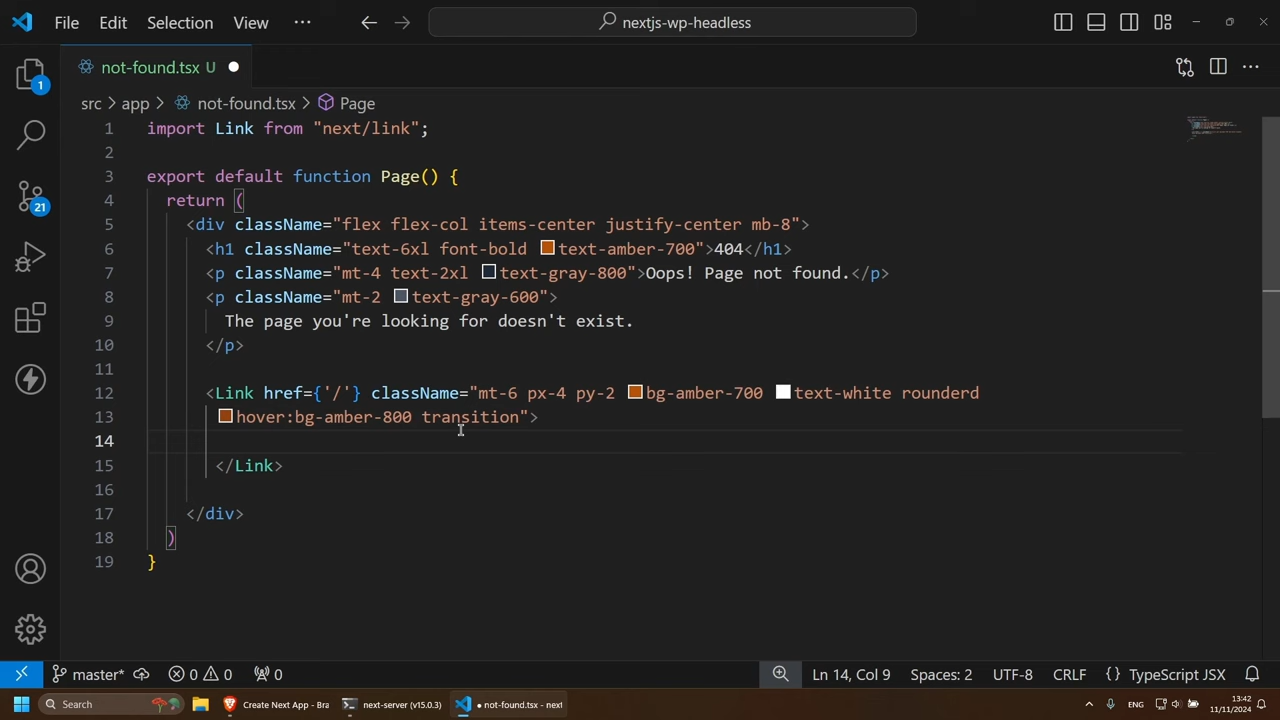 File Edit Selection View ··· nextjs-wp-headless
not-found.tsx U
1
src > app > not-found.tsx > Page
1 import Link from "next/link";
2
3 export default function Page() {
4 return (
5 <div className="flex flex-col items-center justify-center mb-8">
6 <h1 className="text-6xl font-bold text-amber-700">404</h1>
7 <p className="mt-4 text-2xl text-gray-800">Oops! Page not found.</p>
8 <p className="mt-2 text-gray-600">
21
9 The page you're looking for doesn't exist.
10 </p>
11
12 <Link href={'/'} className="mt-6 px-4 py-2 bg-amber-700 text-white rounderd
13 hover:bg-amber-800 transition">
14
15 </Link>
16
17 </div>
18 )
19 }
master* 0 0 0 Ln 14, Col 9 Spaces: 2 UTF-8 CRLF {} TypeScript JSX
Search Create New App - Bra next-server (v15.0.3) • not-found.tsx - next ENG 13:42
11/11/2024